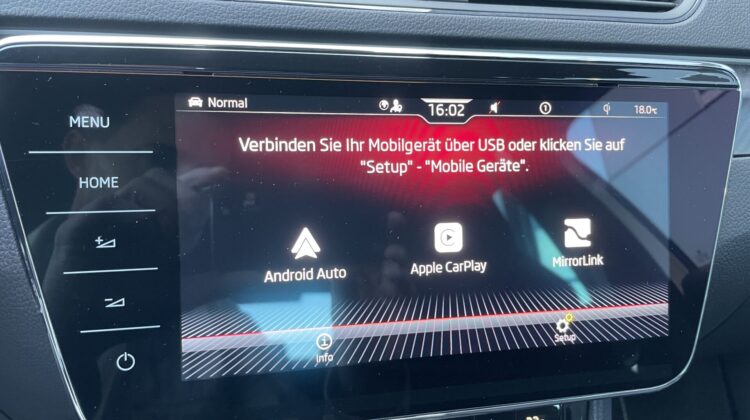 Normal
16:02
18.0°C
MENU
Verbinden Sie Ihr Mobilgerät über USB oder klicken Sie auf
"Setup" - "Mobile Geräte".
HOME
Android Auto
Apple CarPlay
MirrorLink
Info
Setup